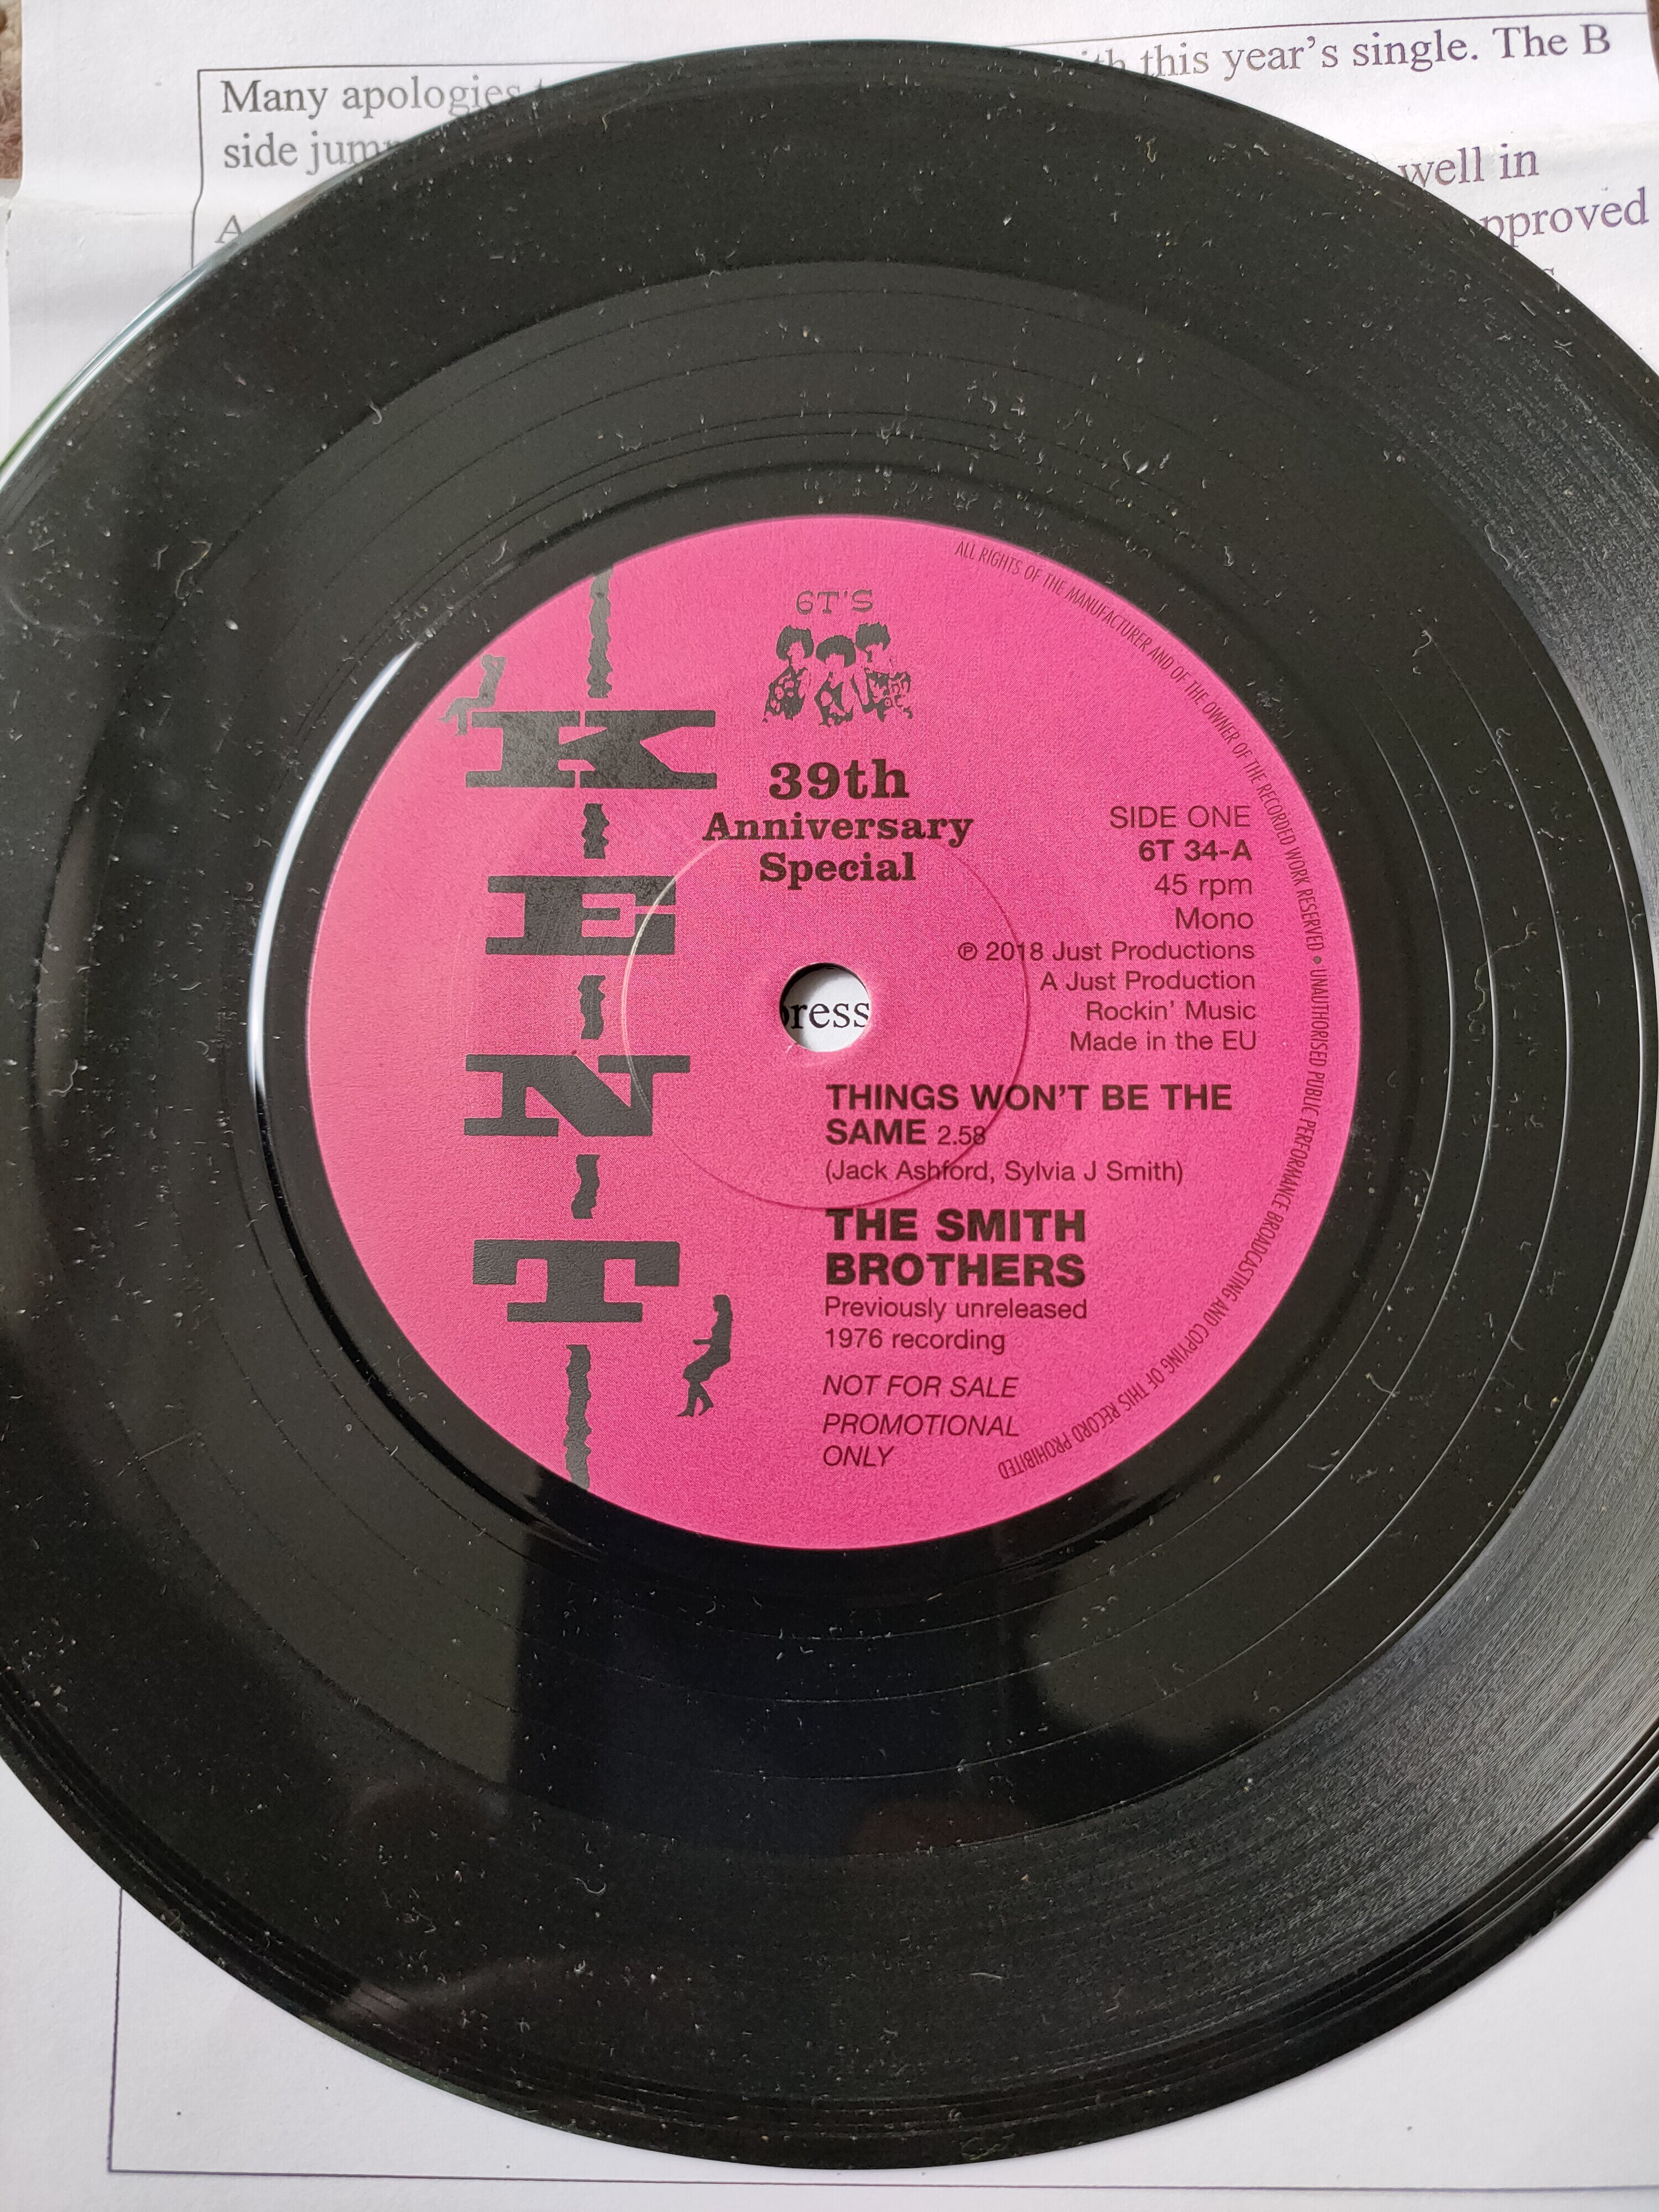 Many apologies
with this year's single. The B
side
well in
approved
6T'S
39th
Anniversary
Special
KENT
SIDE ONE
6T 34-A
45 rpm
Mono
℗ 2018 Just Productions
A Just Production
Rockin' Music
Made in the EU
ress
THINGS WON'T BE THE
SAME 2.58
(Jack Ashford, Sylvia J Smith)
THE SMITH
BROTHERS
Previously unreleased
1976 recording
NOT FOR SALE
PROMOTIONAL
ONLY
ALL RIGHTS OF THE MANUFACTURER AND OF THE OWNER OF THE RECORDED WORK RESERVED • UNAUTHORISED PUBLIC PERFORMANCE BROADCASTING AND COPYING OF THIS RECORD PROHIBITED